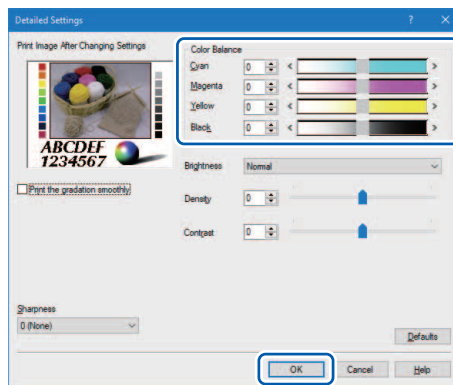 Detailed Settings ? ×
Print Image After Changing Settings
ABCDEF
1234567
Print the gradation smoothly
Sharpness
0 (None)
Color Balance
Cyan 0 < >
Magenta 0 < >
Yellow 0 < >
Black 0 < >
Brightness Normal
Density 0
Contrast 0
Defaults
OK Cancel Help